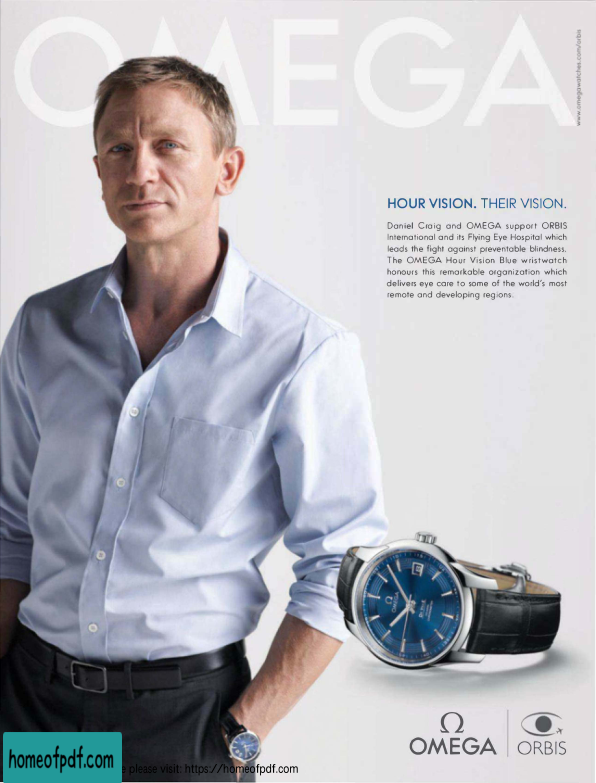 OMEGA
www.omegawatches.com/orbis
HOUR VISION. THEIR VISION.
Daniel Craig and OMEGA support ORBIS
International and its Flying Eye Hospital which
leads the fight against preventable blindness.
The OMEGA Hour Vision Blue wristwatch
honours this remarkable organization which
delivers eye care to some of the world's most
remote and developing regions.
OMEGA
Ω
OMEGA
ORBIS
homeofpdf.com
please visit: https://homeofpdf.com